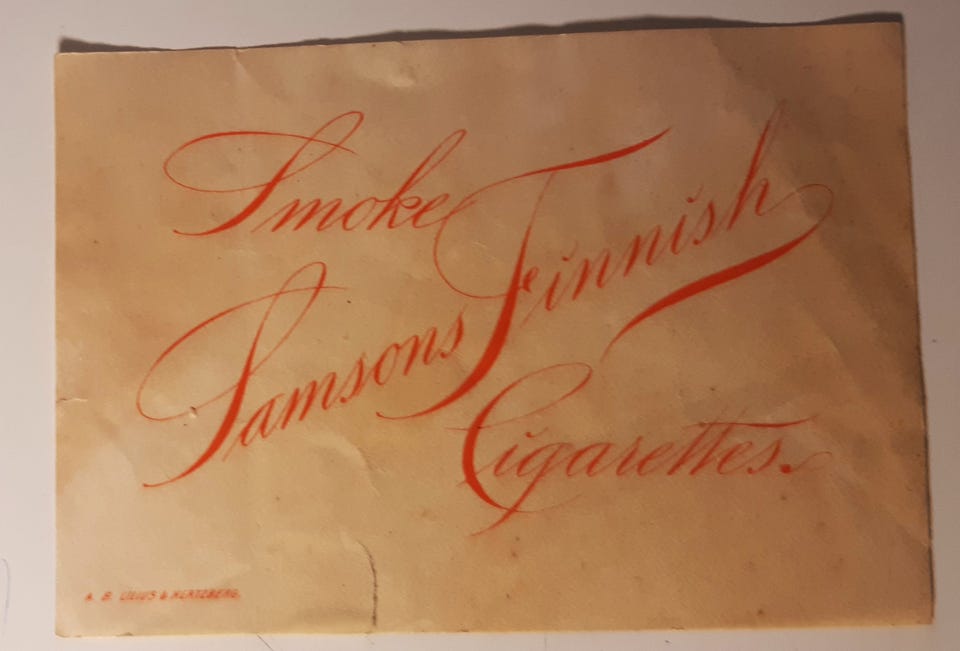 Smoke
Samsons Finnish
Cigarettes.
A. B. LILIUS & HERTZBERG.